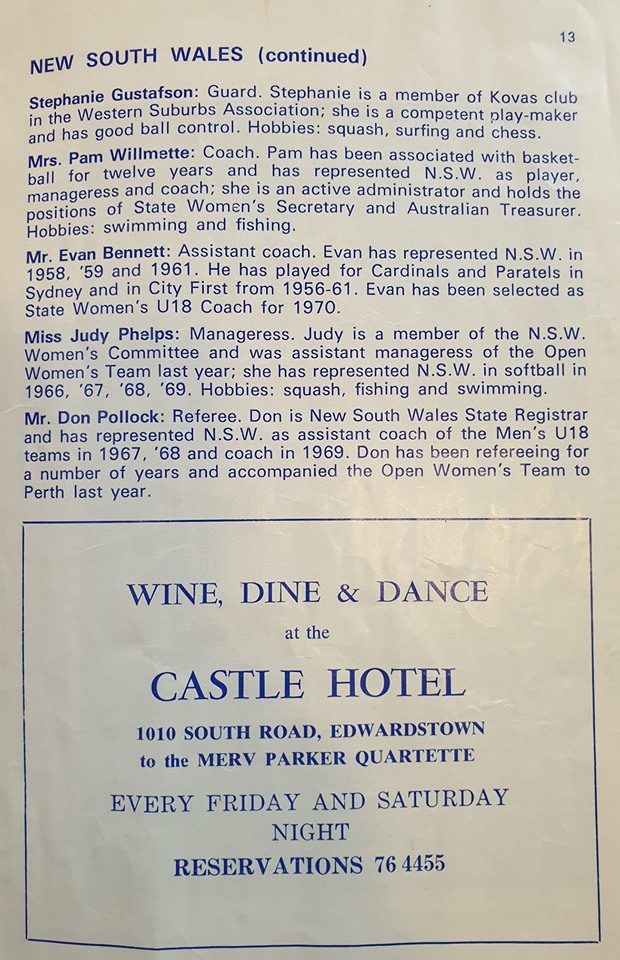 13
NEW SOUTH WALES (continued)
Stephanie Gustafson: Guard. Stephanie is a member of Kovas club
in the Western Suburbs Association; she is a competent play-maker
and has good ball control. Hobbies: squash, surfing and chess.
Mrs. Pam Willmette: Coach. Pam has been associated with basket-
ball for twelve years and has represented N.S.W. as player,
manageress and coach; she is an active administrator and holds the
positions of State Women's Secretary and Australian Treasurer.
Hobbies: swimming and fishing.
Mr. Evan Bennett: Assistant coach. Evan has represented N.S.W. in
1958, '59 and 1961. He has played for Cardinals and Paratels in
Sydney and in City First from 1956-61. Evan has been selected as
State Women's U18 Coach for 1970.
Miss Judy Phelps: Manageress. Judy is a member of the N.S.W.
Women's Committee and was assistant manageress of the Open
Women's Team last year; she has represented N.S.W. in softball in
1966, '67, '68, '69. Hobbies: squash, fishing and swimming.
Mr. Don Pollock: Referee. Don is New South Wales State Registrar
and has represented N.S.W. as assistant coach of the Men's U18
teams in 1967, '68 and coach in 1969. Don has been refereeing for
a number of years and accompanied the Open Women's Team to
Perth last year.
WINE, DINE & DANCE
at the
CASTLE HOTEL
1010 SOUTH ROAD, EDWARDSTOWN
to the MERV PARKER QUARTETTE
EVERY FRIDAY AND SATURDAY
NIGHT
RESERVATIONS 76 4455